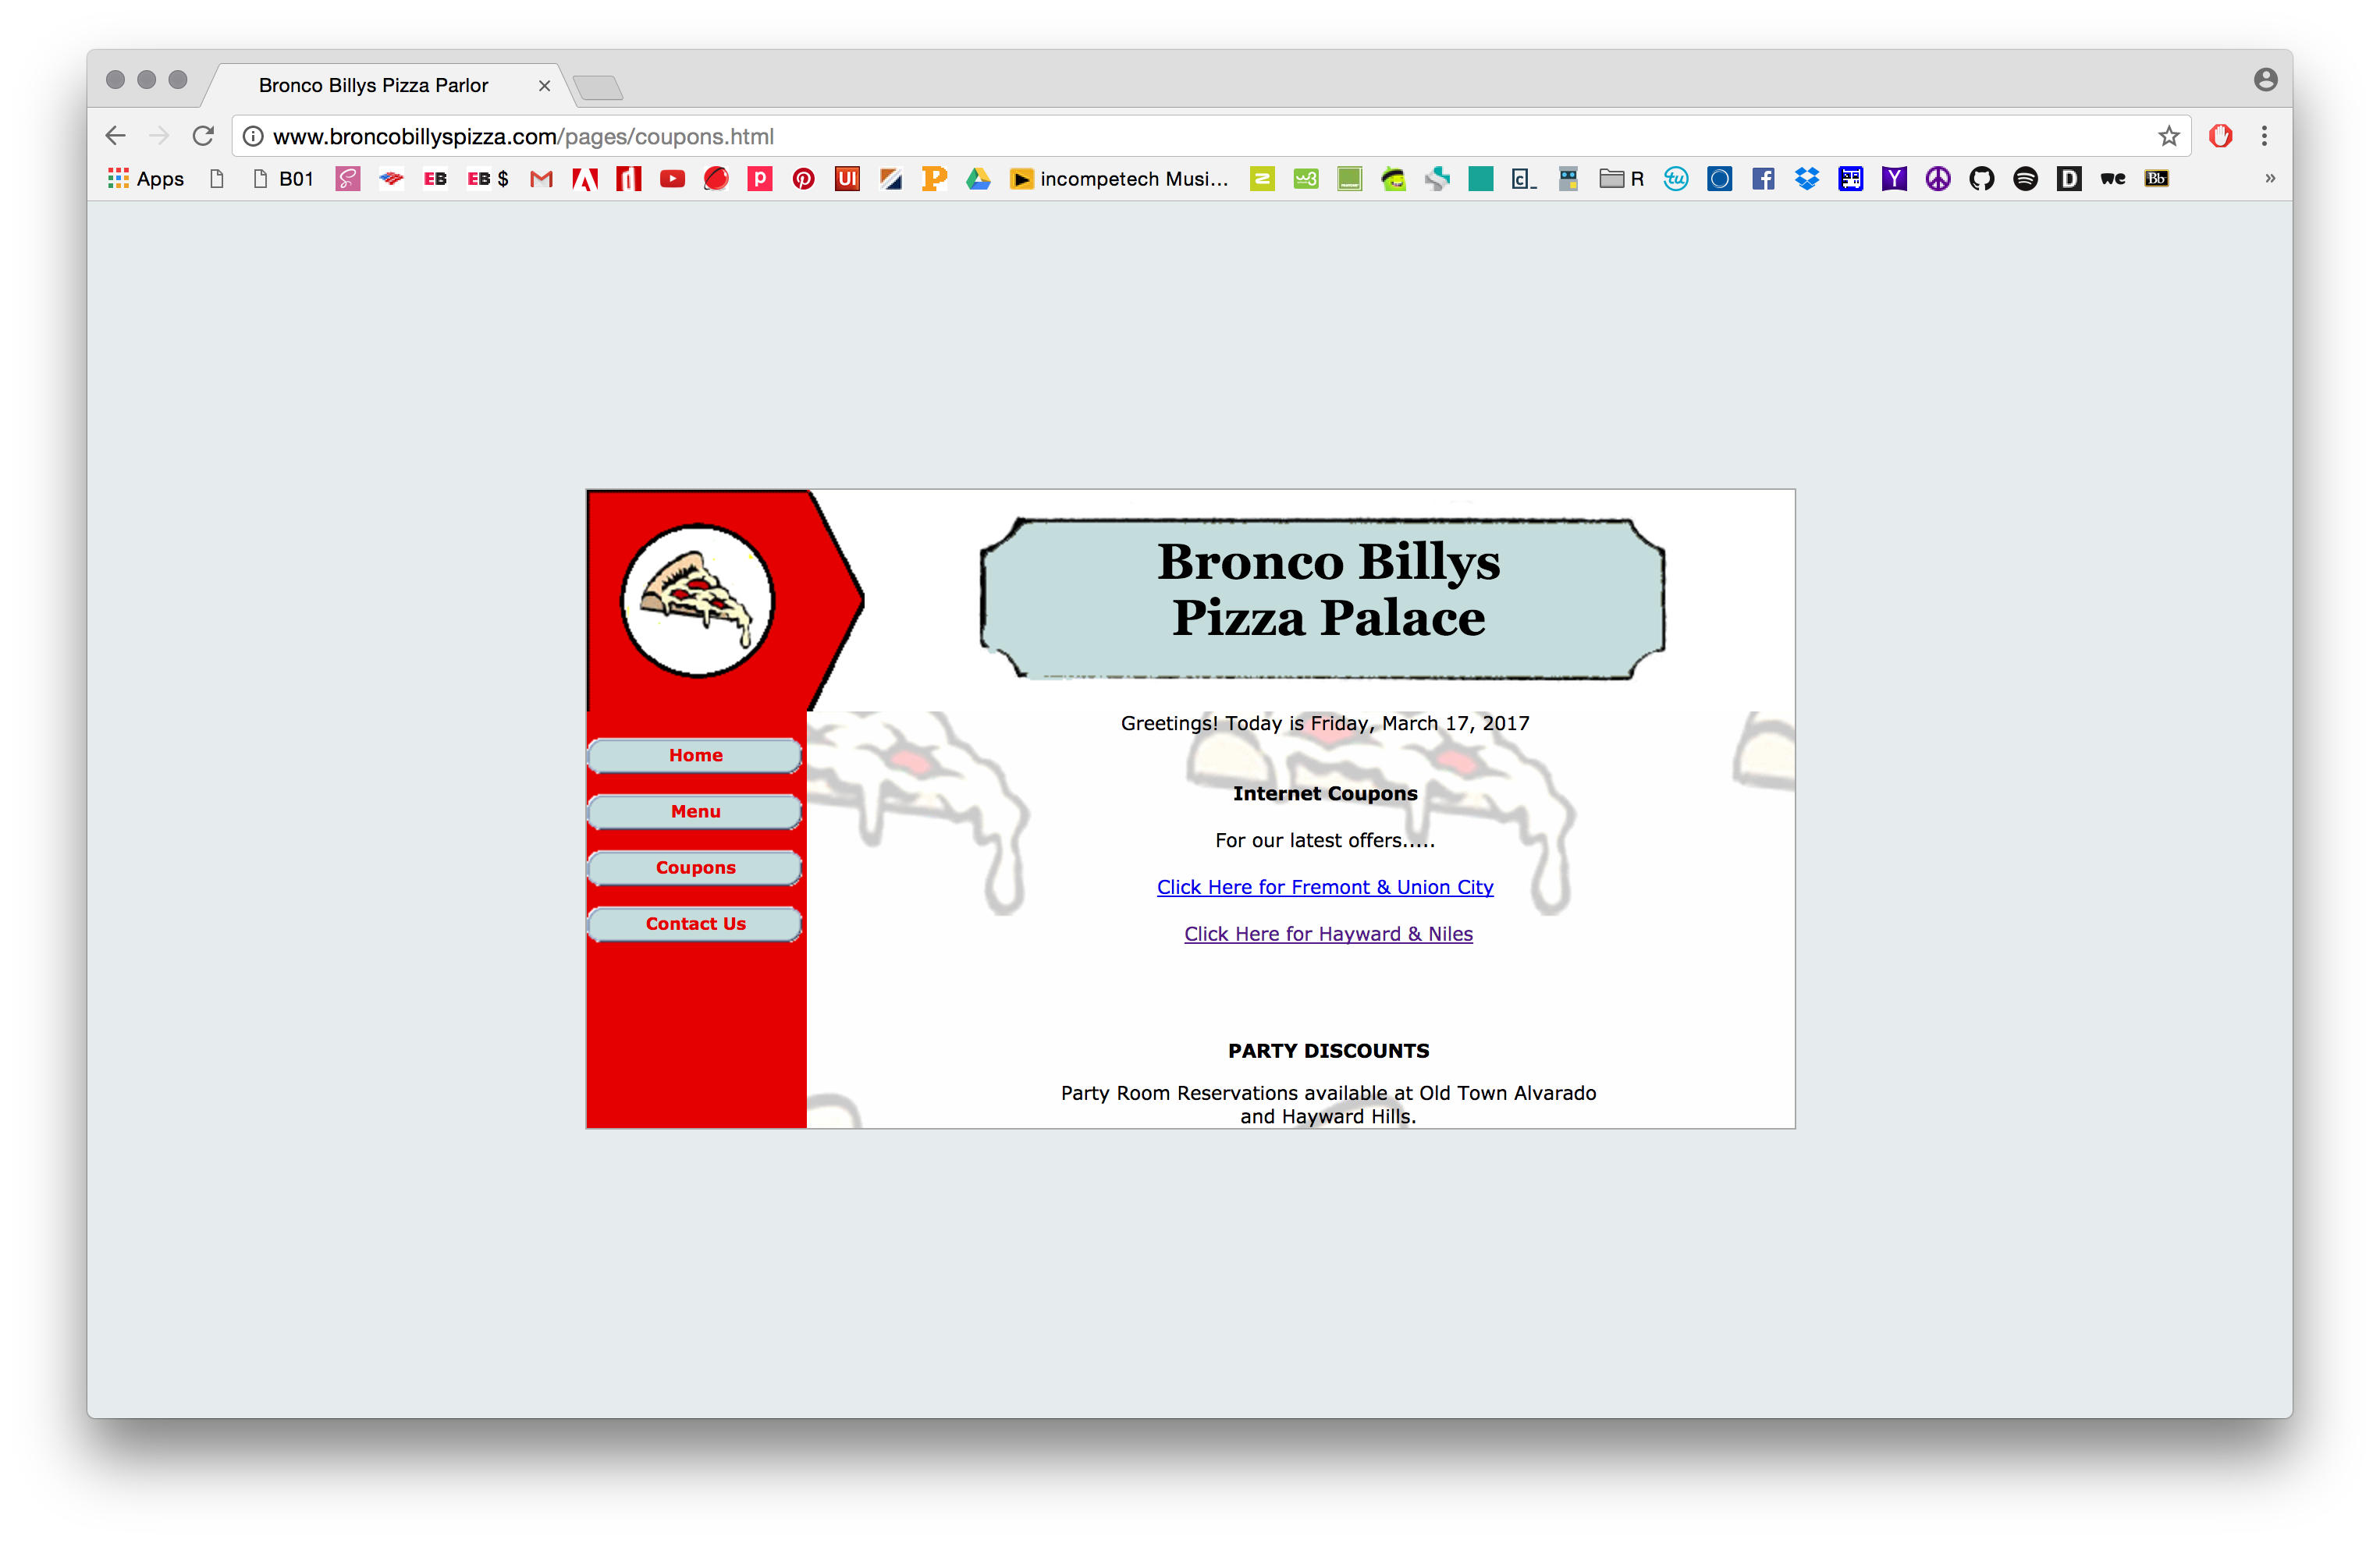 Bronco Billys Pizza Parlor
www.broncobillyspizza.com/pages/coupons.html
Apps B01 EB EB $ UI incompetech Musi... R Bb
Bronco Billys
Pizza Palace
Greetings! Today is Friday, March 17, 2017
Home
Menu
Coupons
Contact Us
Internet Coupons
For our latest offers.....
Click Here for Fremont & Union City
Click Here for Hayward & Niles
PARTY DISCOUNTS
Party Room Reservations available at Old Town Alvarado
and Hayward Hills.